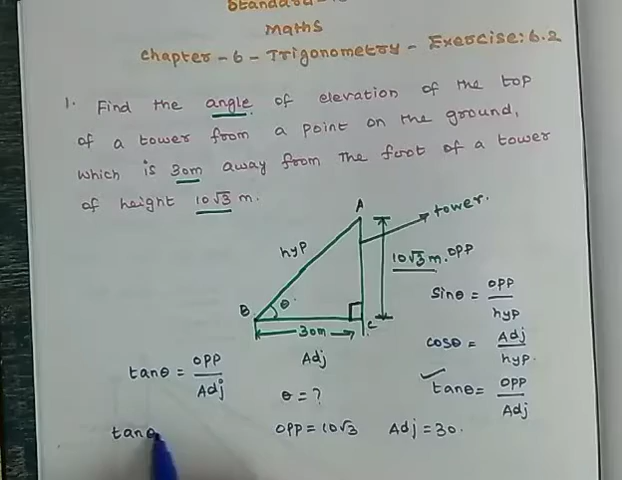 Standard-
Maths
Chapter-6-Trigonometry-Exercise:6.2
1. Find the angle of elevation of the top
of a tower from a point on the ground,
which is 30m away from the foot of a tower
of height 10√3 m.
A
tower.
hyp
10√3m. opp
B
θ
C
30m
Adj
sinθ = opp/hyp
cosθ = Adj/hyp.
✓tanθ = opp/Adj
tanθ = opp/Adj
θ = ?
tanθ
opp = 10√3 Adj = 30.